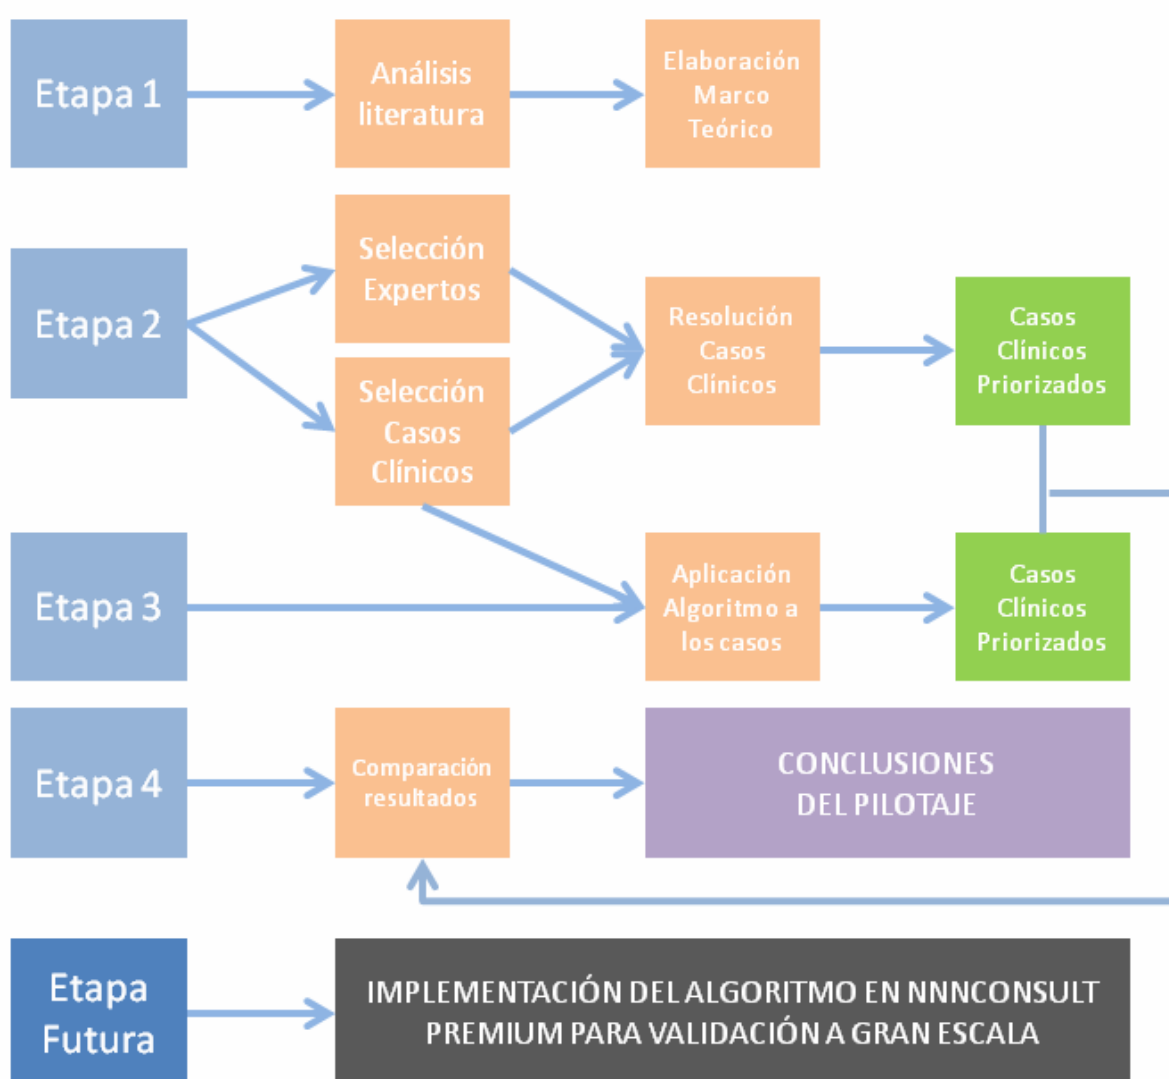 Etapa 1
Análisis
literatura
Elaboración
Marco
Teórico
Etapa 2
Selección
Expertos
Selección
Casos
Clínicos
Resolución
Casos
Clínicos
Casos
Clínicos
Priorizados
Etapa 3
Aplicación
Algoritmo a
los casos
Casos
Clínicos
Priorizados
Etapa 4
Comparación
resultados
CONCLUSIONES
DEL PILOTAJE
Etapa
Futura
IMPLEMENTACIÓN DEL ALGORITMO EN NNNCONSULT
PREMIUM PARA VALIDACIÓN A GRAN ESCALA